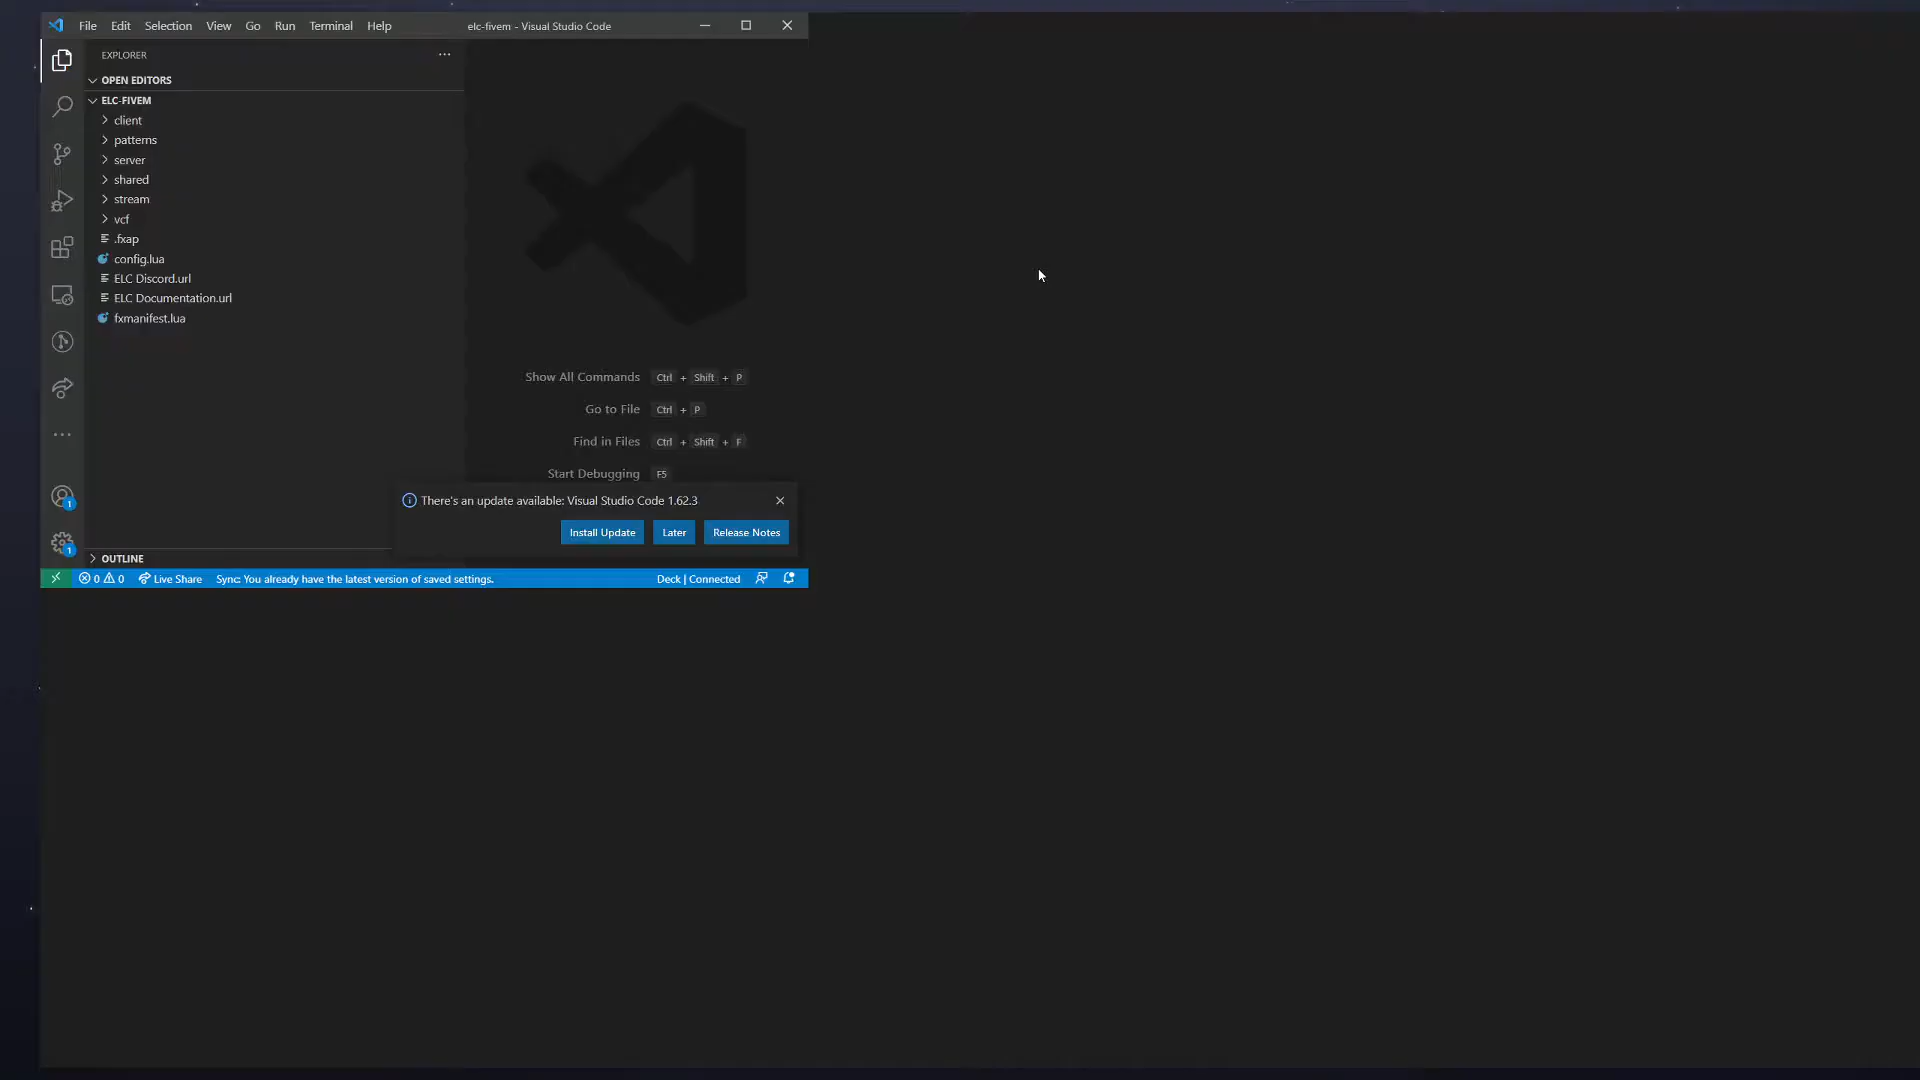 File Edit Selection View Go Run Terminal Help elc-fivem - Visual Studio Code
EXPLORER
OPEN EDITORS
ELC-FIVEM
client
patterns
server
shared
stream
vcf
.fxap
config.lua
ELC Discord.url
ELC Documentation.url
fxmanifest.lua
Show All Commands Ctrl + Shift + P
Go to File Ctrl + P
Find in Files Ctrl + Shift + F
Start Debugging F5
There's an update available: Visual Studio Code 1.62.3
Install Update Later Release Notes
1
1
OUTLINE
0 0 Live Share Sync: You already have the latest version of saved settings. Deck | Connected